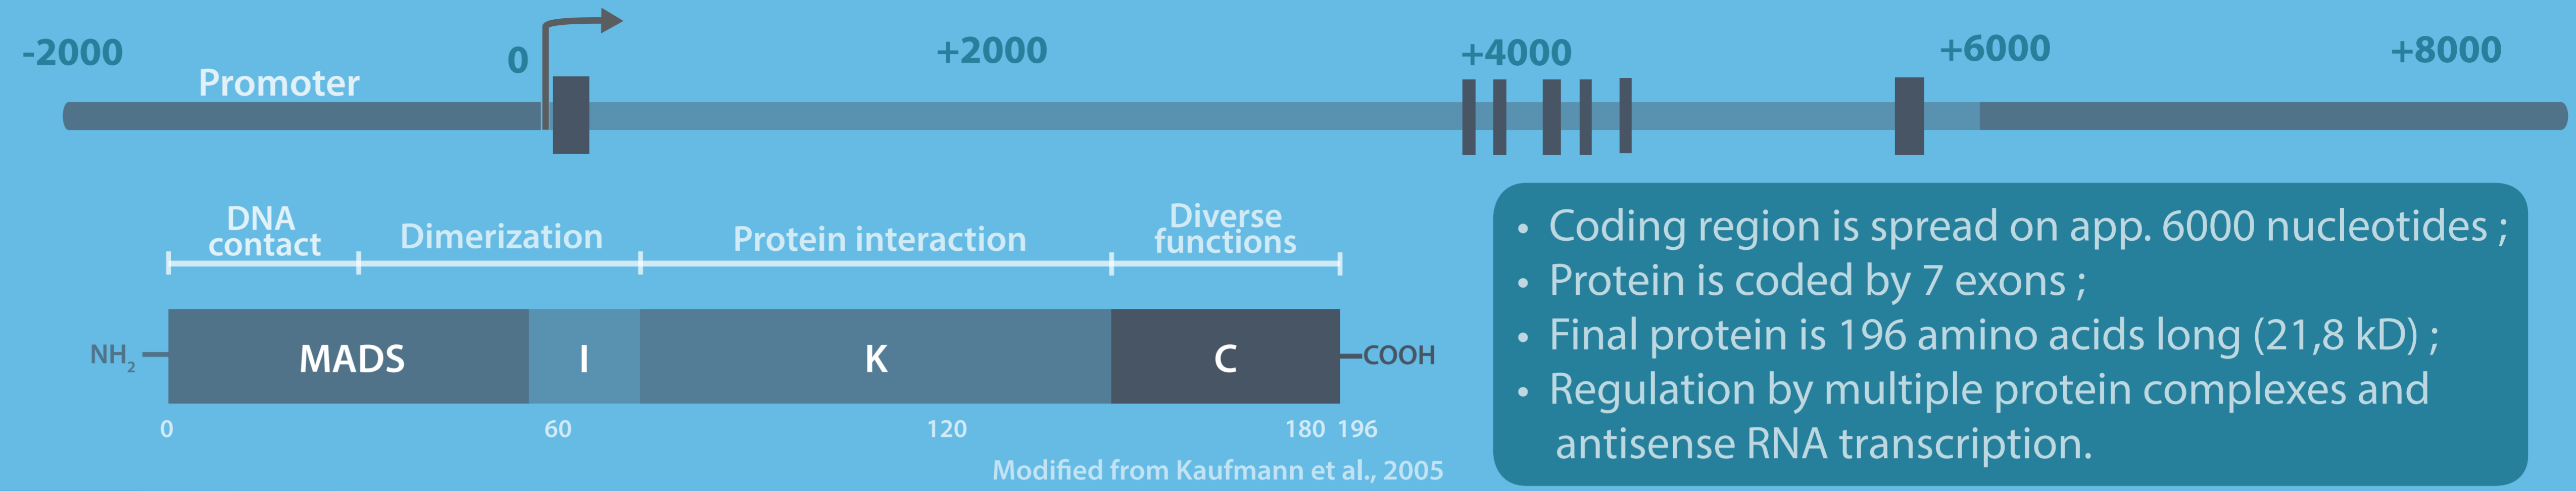 -2000 0 +2000 +4000 +6000 +8000
Promoter
DNA
contact
Dimerization
Protein interaction
Diverse
functions
NH2
MADS
I
K
C
COOH
0 60 120 180 196
Modified from Kaufmann et al., 2005
• Coding region is spread on app. 6000 nucleotides ;
• Protein is coded by 7 exons ;
• Final protein is 196 amino acids long (21,8 kD) ;
• Regulation by multiple protein complexes and
antisense RNA transcription.